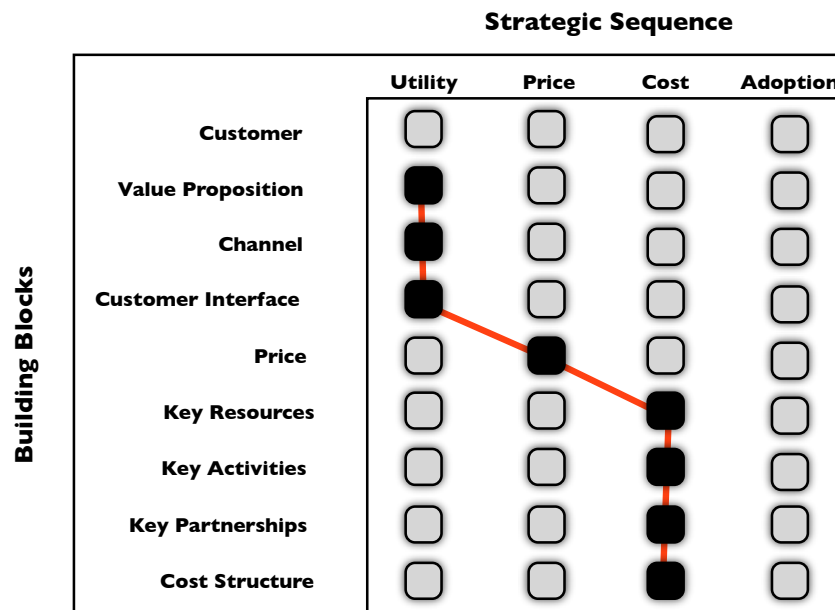 Strategic Sequence
Utility Price Cost Adoption
Building Blocks
Customer
Value Proposition
Channel
Customer Interface
Price
Key Resources
Key Activities
Key Partnerships
Cost Structure